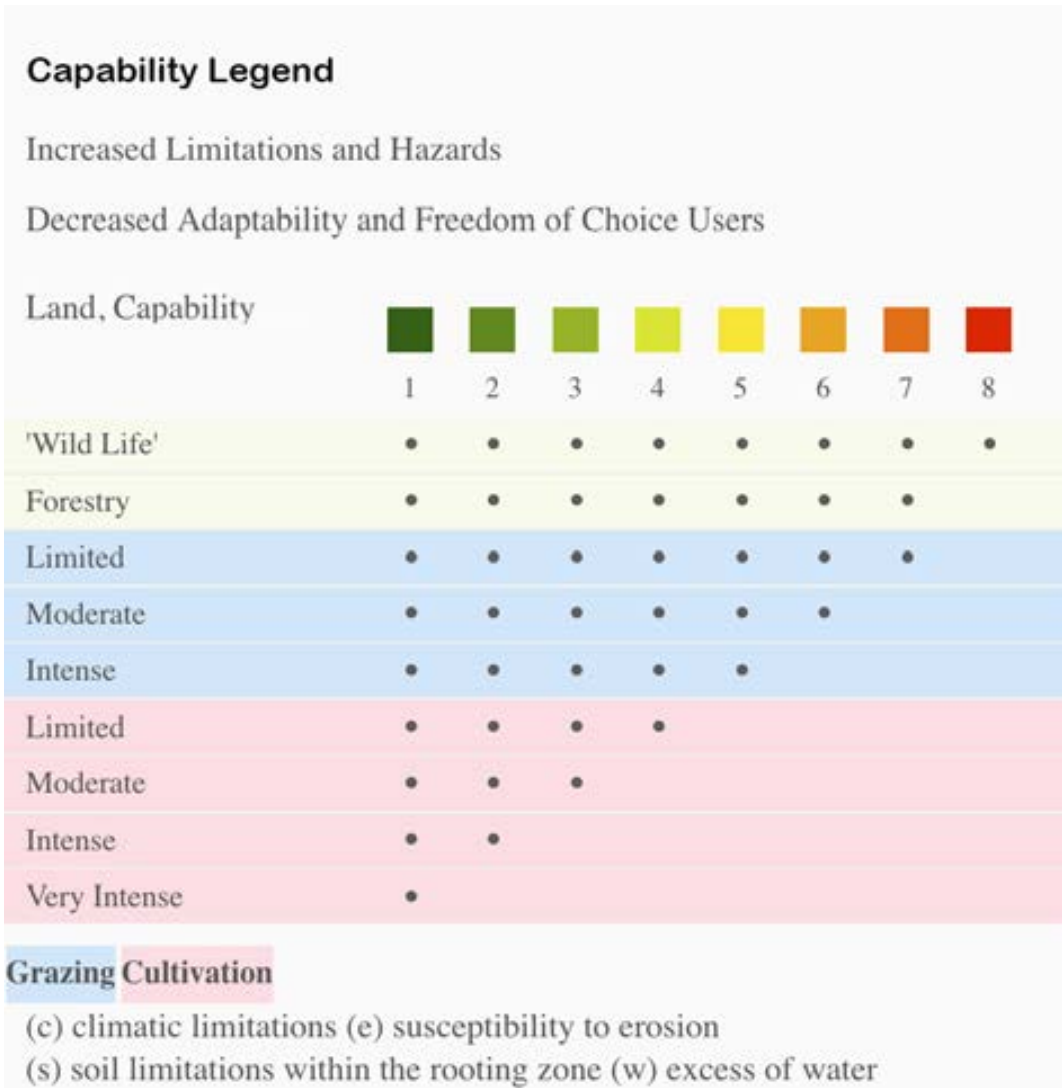 Capability Legend
Increased Limitations and Hazards
Decreased Adaptability and Freedom of Choice Users
Land, Capability
1 2 3 4 5 6 7 8
'Wild Life' • • • • • • • •
Forestry • • • • • • •
Limited • • • • • • •
Moderate • • • • • •
Intense • • • • •
Limited • • • •
Moderate • • •
Intense • •
Very Intense •
Grazing Cultivation
(c) climatic limitations (e) susceptibility to erosion
(s) soil limitations within the rooting zone (w) excess of water